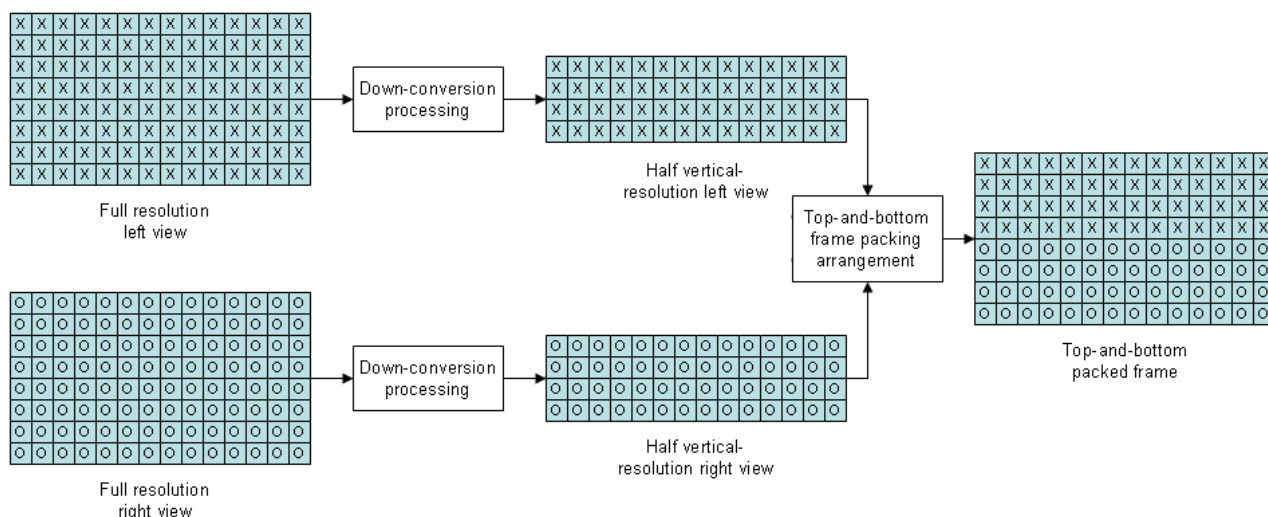 X X X X X X X X X X X X X X
X X X X X X X X X X X X X X
X X X X X X X X X X X X X X
X X X X X X X X X X X X X X
X X X X X X X X X X X X X X
X X X X X X X X X X X X X X
X X X X X X X X X X X X X X
X X X X X X X X X X X X X X
Full resolution
left view
Down-conversion
processing
X X X X X X X X X X X X X X
X X X X X X X X X X X X X X
X X X X X X X X X X X X X X
X X X X X X X X X X X X X X
Half vertical-
resolution left view
O O O O O O O O O O O O O O
O O O O O O O O O O O O O O
O O O O O O O O O O O O O O
O O O O O O O O O O O O O O
O O O O O O O O O O O O O O
O O O O O O O O O O O O O O
O O O O O O O O O O O O O O
O O O O O O O O O O O O O O
Full resolution
right view
Down-conversion
processing
O O O O O O O O O O O O O O
O O O O O O O O O O O O O O
O O O O O O O O O O O O O O
O O O O O O O O O O O O O O
Half vertical-
resolution right view
Top-and-bottom
frame packing
arrangement
X X X X X X X X X X X X X X
X X X X X X X X X X X X X X
X X X X X X X X X X X X X X
X X X X X X X X X X X X X X
O O O O O O O O O O O O O O
O O O O O O O O O O O O O O
O O O O O O O O O O O O O O
O O O O O O O O O O O O O O
Top-and-bottom
packed frame